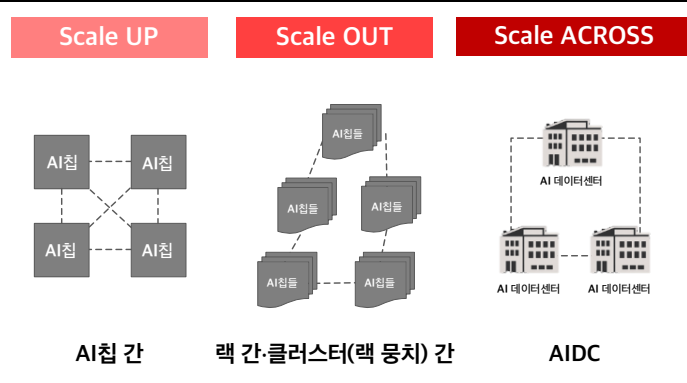 Scale UP
Scale OUT
Scale ACROSS
AI칩
AI칩
AI칩
AI칩
AI칩들
AI칩들
AI칩들
AI칩들
AI칩들
AI 데이터센터
AI 데이터센터
AI 데이터센터
AI칩 간
랙 간·클러스터(랙 뭉치) 간
AIDC